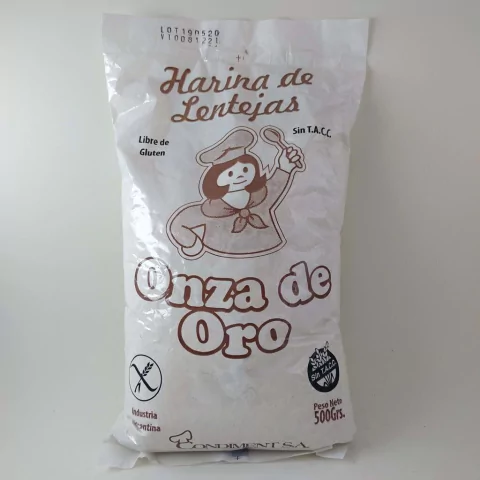 LOT190520
V10081221
Harina de
Lentejas
Libre de
Gluten
Sin T.A.C.C.
Onza de
Oro
Sin T.A.C.C.
Industria
Argentina
Peso Neto
500Grs.
CONDIMENT S.A.